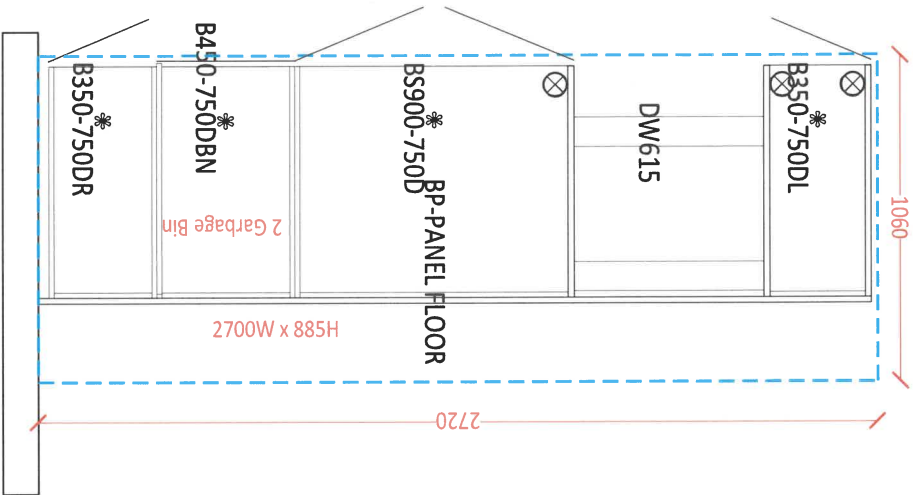 B350-750DR
B450-750DBN
BS900-750D
DW615
B350-750DL
BP-PANEL FLOOR
2 Garbage Bin
2700W x 885H
1060
2720